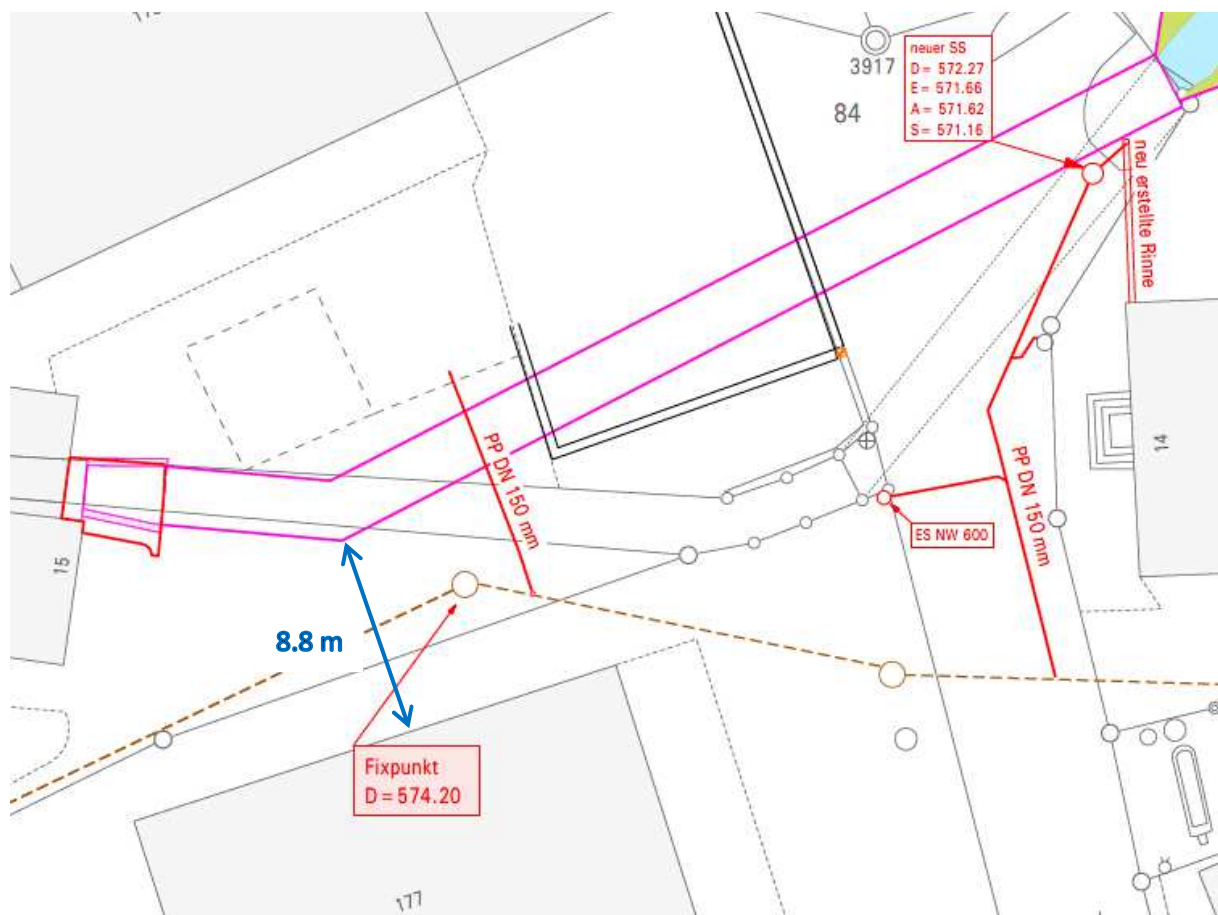 neuer SS
D= 572.27
E= 571.66
A= 571.62
S= 571.16
3917
84
neu erstellte Rinne
PP DN 150 mm
PP DN 150 mm
14
15
ES NW 600
8.8 m
Fixpunkt
D=574.20
177